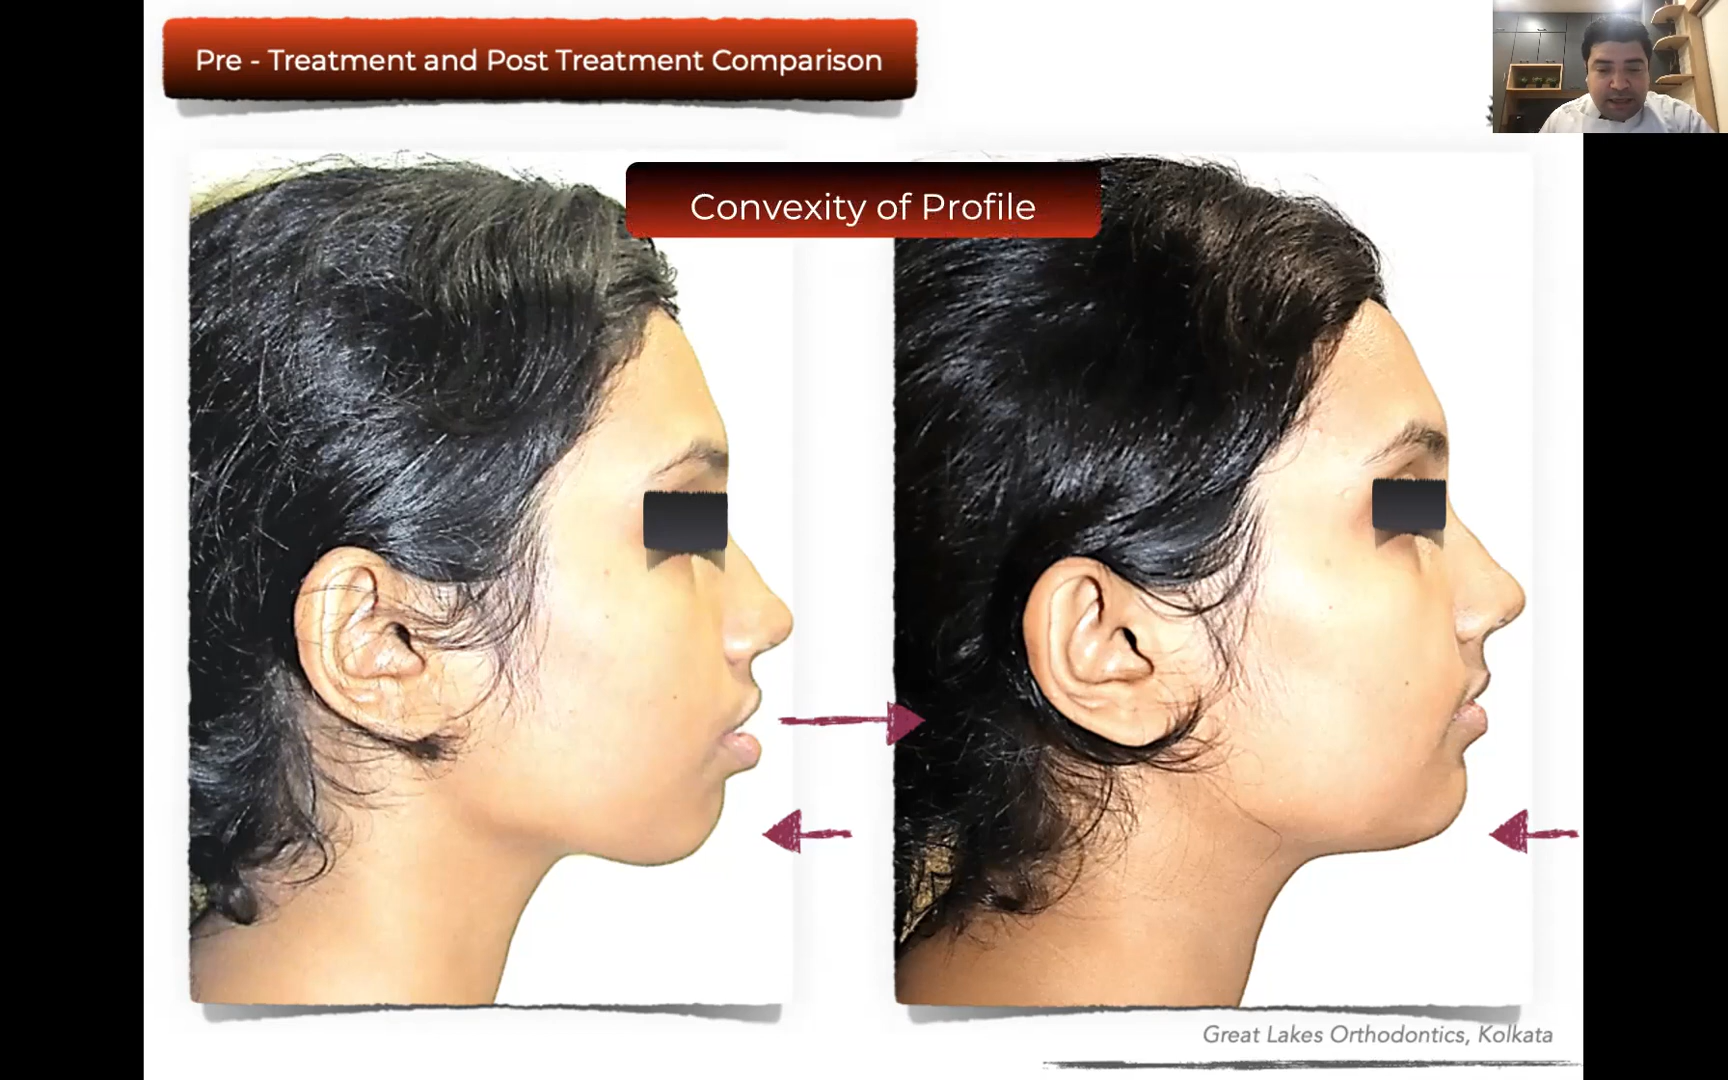 Pre - Treatment and Post Treatment Comparison
Convexity of Profile
Great Lakes Orthodontics, Kolkata